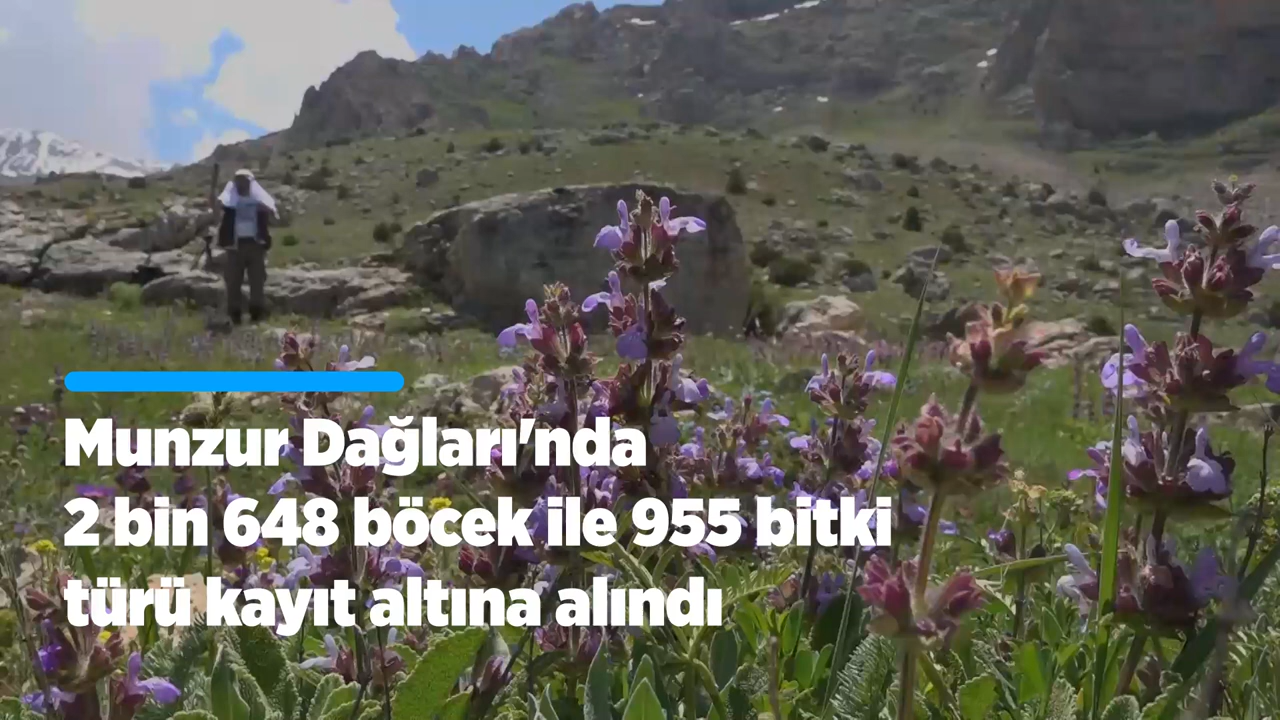 Munzur Dağları'nda
2 bin 648 böcek ile 955 bitki
türü kayıt altına alındı